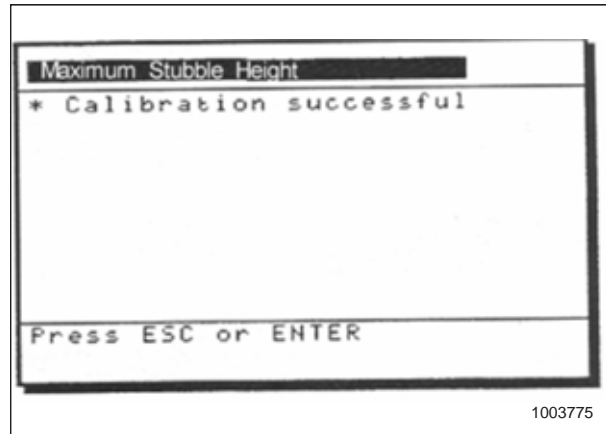 Maximum Stubble Height
* Calibration successful
Press ESC or ENTER
1003775